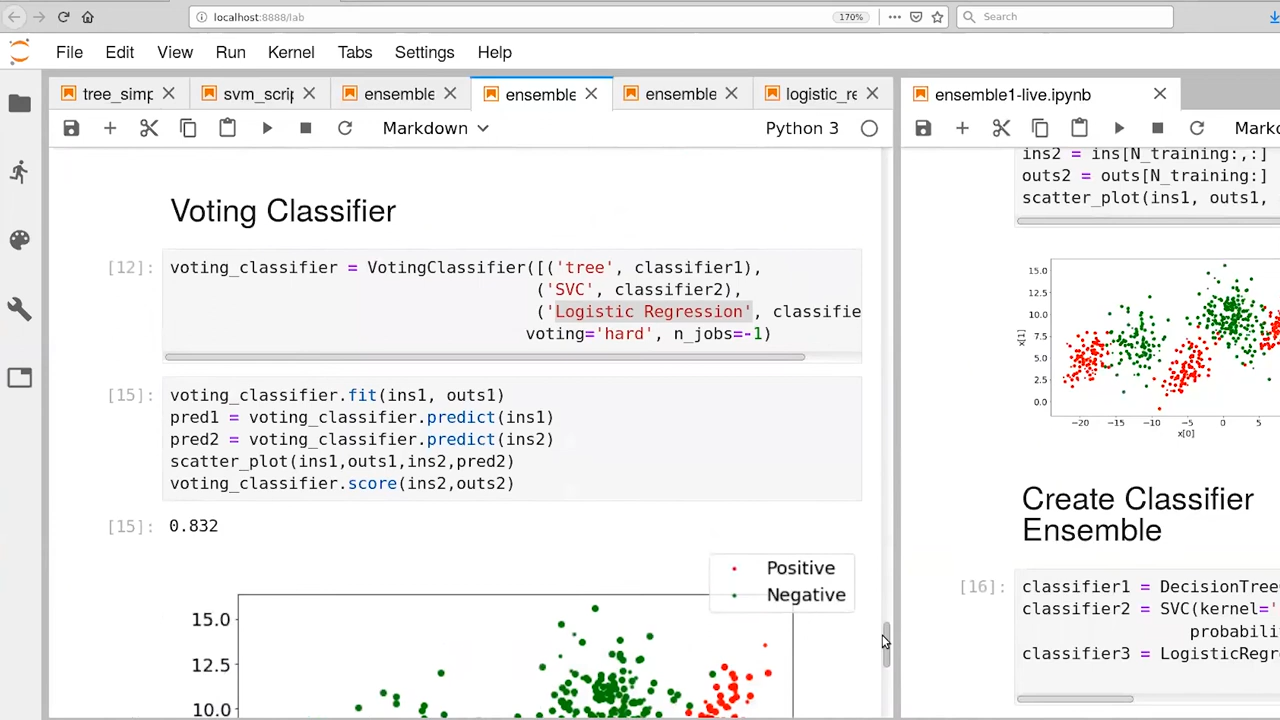 localhost:8888/lab
170%
Search
File Edit View Run Kernel Tabs Settings Help
tree_simp
svm_scrip
ensemble
ensemble
ensemble
logistic_re
ensemble1-live.ipynb
Markdown
Python 3
Markd
Voting Classifier
[12]:
voting_classifier = VotingClassifier([('tree', classifier1),
('SVC', classifier2),
('Logistic Regression', classifie
voting='hard', n_jobs=-1)
[15]:
voting_classifier.fit(ins1, outs1)
pred1 = voting_classifier.predict(ins1)
pred2 = voting_classifier.predict(ins2)
scatter_plot(ins1,outs1,ins2,pred2)
voting_classifier.score(ins2,outs2)
[15]:
0.832
Positive
Negative
15.0
12.5
10.0
ins2 = ins[N_training:,:]
outs2 = outs[N_training:]
scatter_plot(ins1, outs1,
15.0
12.5
10.0
7.5
5.0
2.5
0.0
x[1]
−20 −15 −10 −5 0 5
x[0]
Create Classifier
Ensemble
[16]:
classifier1 = DecisionTree
classifier2 = SVC(kernel='
probabili
classifier3 = LogisticRegr